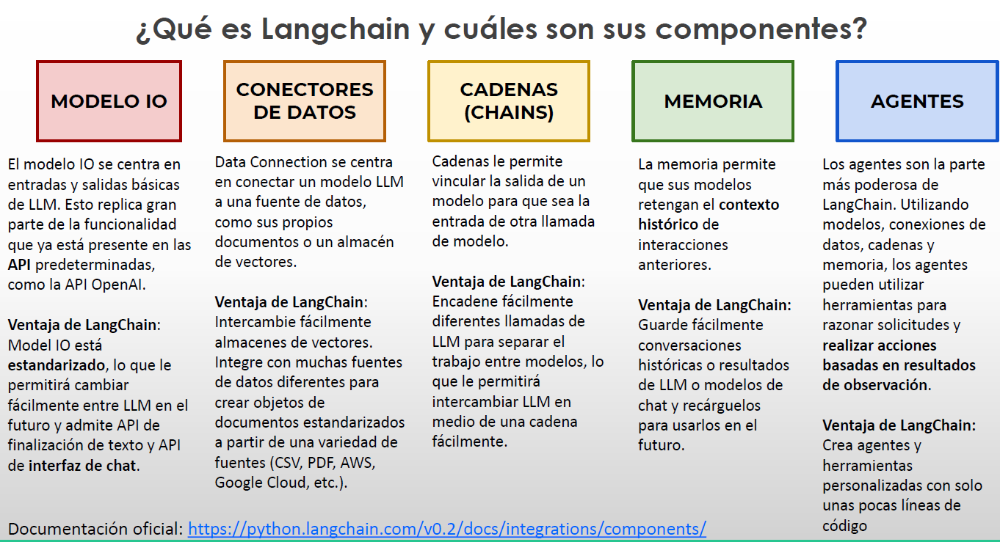 ¿Qué es Langchain y cuáles son sus componentes?
MODELO IO
El modelo IO se centra en
entradas y salidas básicas
de LLM. Esto replica gran
parte de la funcionalidad
que ya está presente en las
API predeterminadas,
como la API OpenAI.
Ventaja de LangChain:
Model IO está
estandarizado, lo que le
permitirá cambiar
fácilmente entre LLM en el
futuro y admite API de
finalización de texto y API
de interfaz de chat.
CONECTORES
DE DATOS
Data Connection se centra
en conectar un modelo LLM
a una fuente de datos,
como sus propios
documentos o un almacén
de vectores.
Ventaja de LangChain:
Intercambie fácilmente
almacenes de vectores.
Integre con muchas fuentes
de datos diferentes para
crear objetos de
documentos estandarizados
a partir de una variedad de
fuentes (CSV, PDF, AWS,
Google Cloud, etc.).
CADENAS
(CHAINS)
Cadenas le permite
vincular la salida de un
modelo para que sea la
entrada de otra llamada
de modelo.
Ventaja de LangChain:
Encadene fácilmente
diferentes llamadas de
LLM para separar el
trabajo entre modelos, lo
que le permitirá
intercambiar LLM en
medio de una cadena
fácilmente.
MEMORIA
La memoria permite
que sus modelos
retengan el contexto
histórico de
interacciones
anteriores.
Ventaja de LangChain:
Guarde fácilmente
conversaciones
históricas o resultados
de LLM o modelos de
chat y recárguelos
para usarlos en el
futuro.
AGENTES
Los agentes son la parte
más poderosa de
LangChain. Utilizando
modelos, conexiones de
datos, cadenas y
memoria, los agentes
pueden utilizar
herramientas para
razonar solicitudes y
realizar acciones
basadas en resultados
de observación.
Ventaja de LangChain:
Crea agentes y
herramientas
personalizadas con solo
unas pocas líneas de
código
Documentación oficial: https://python.langchain.com/v0.2/docs/integrations/components/